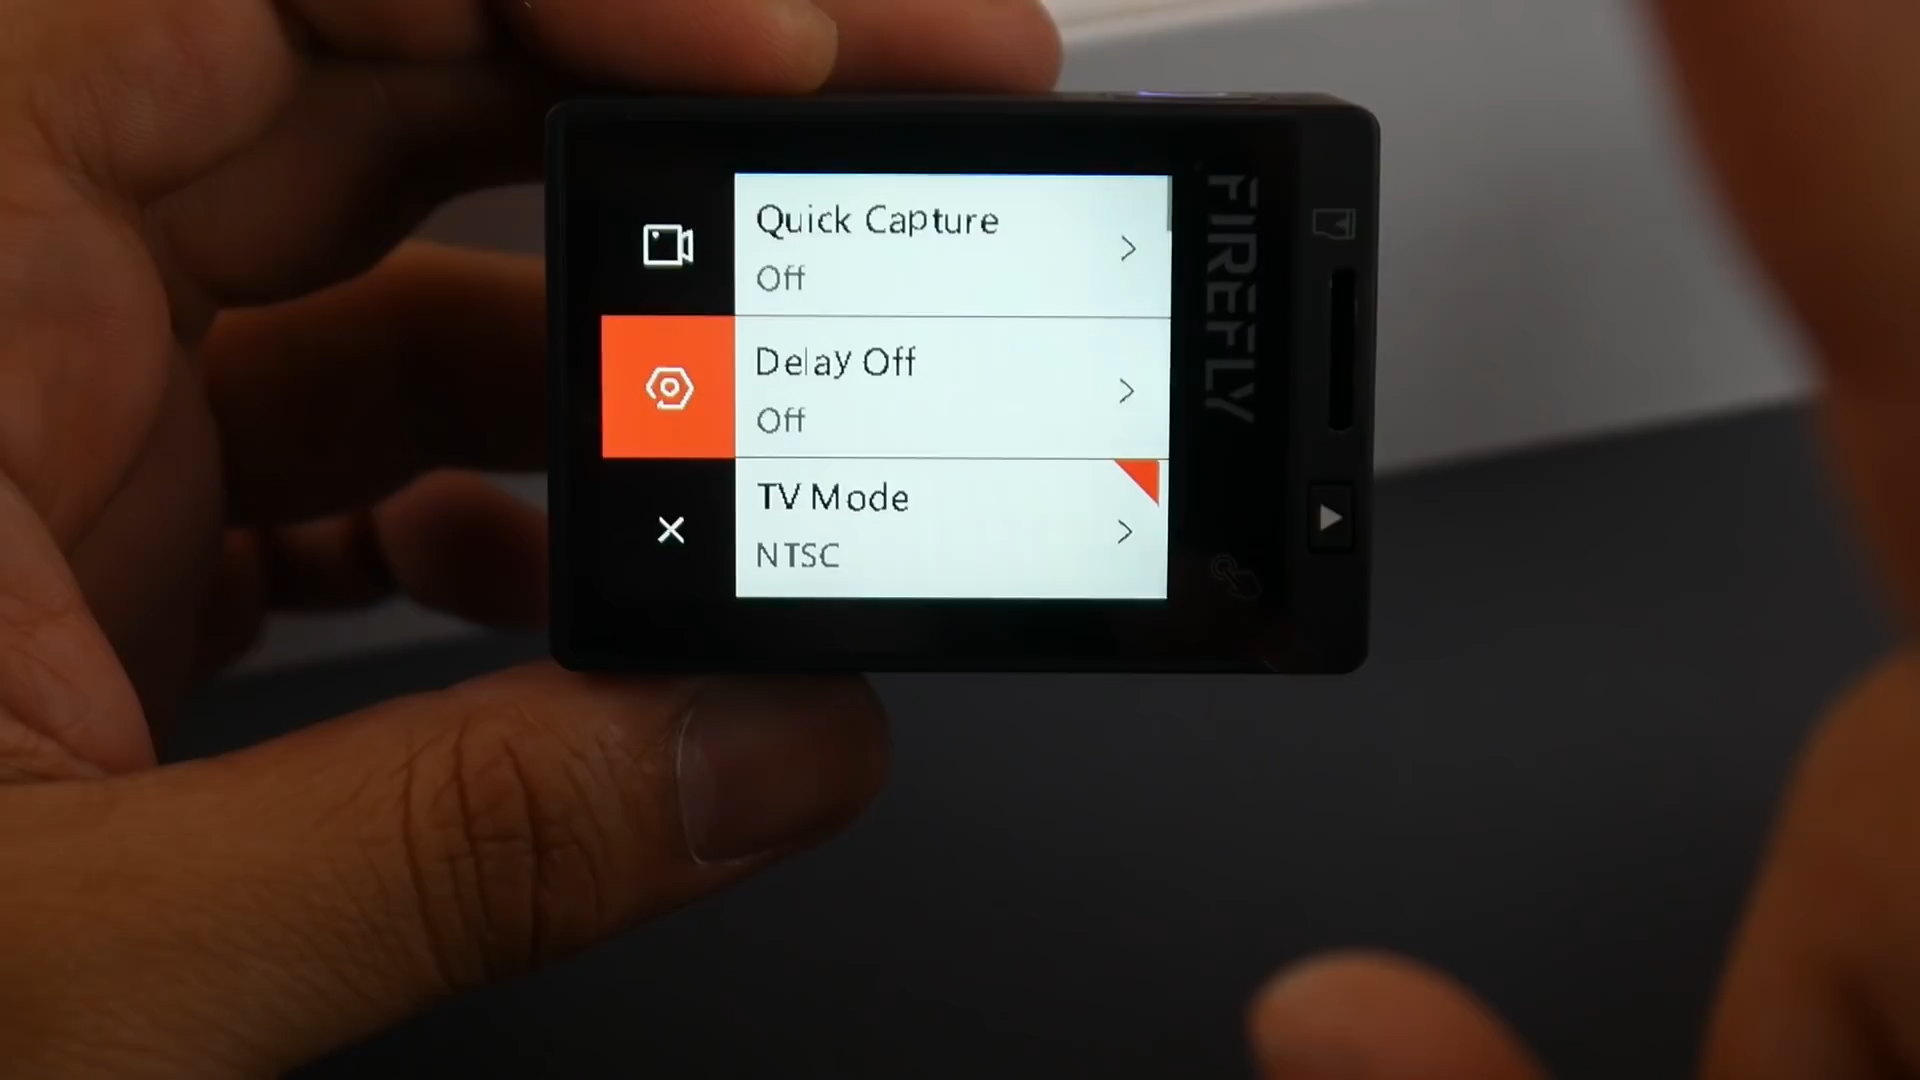 Quick Capture
Off
Delay Off
Off
TV Mode
NTSC
FIREFLY